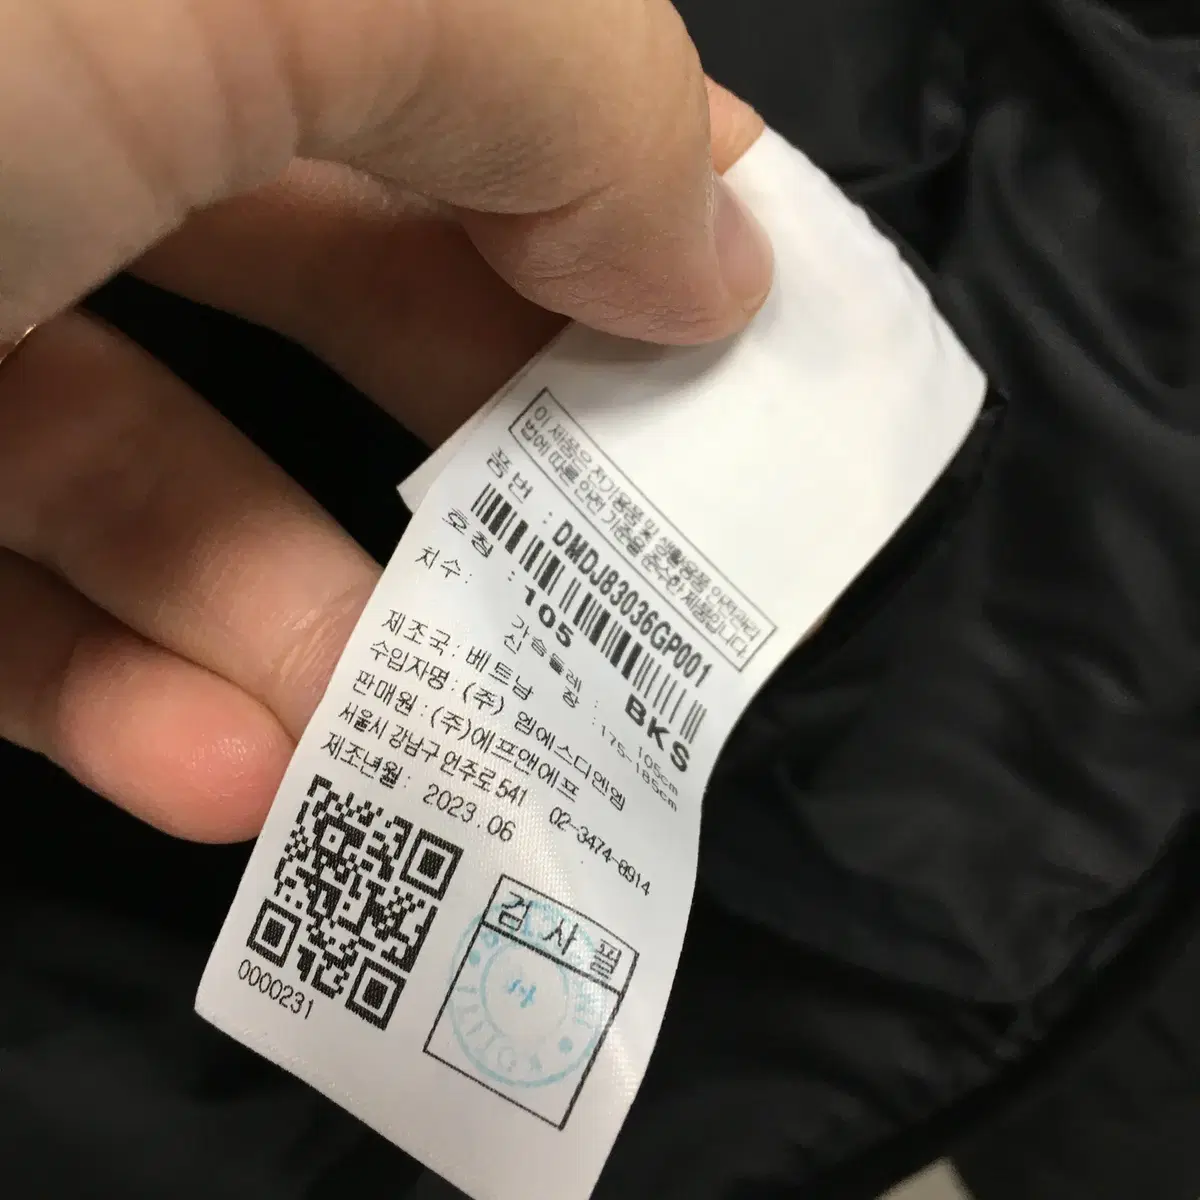 이 제품은 전기용품 및 생활용품 안전관리
법에 따른 안전 기준을 준수한 제품입니다.
품 번 : DMDJ83036GP001
호 칭 : 105 BKS
치수: 가슴둘레 : 105cm
신 장 : 175-185cm
제조국: 베트남
수입자명: (주) 엠에스디엔엠
판매원: (주)에프앤에프
서울시 강남구 언주로541 02-3474-8914
제조년월: 2023.06
0000231
검사필